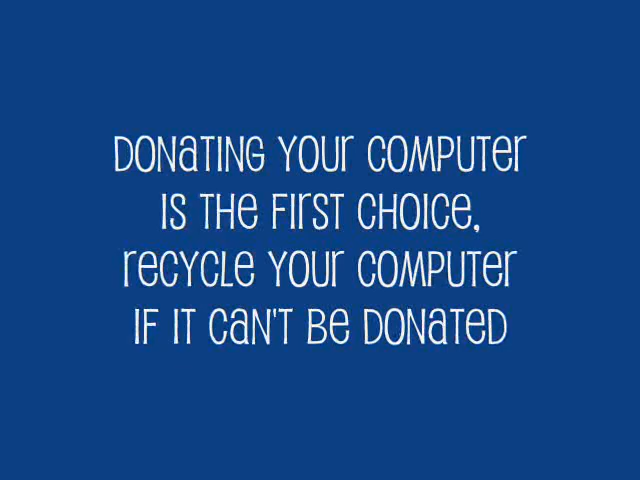 DONaTING YOUr COMPUTer
IS THe FIrST CHOICe,
reCYCLe YOUr COMPUTer
IF IT CaN'T Be DONaTeD